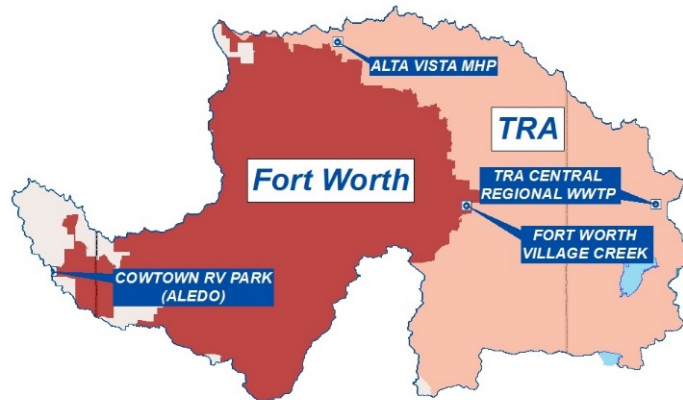 ALTA VISTA MHP
TRA
Fort Worth
TRA CENTRAL
REGIONAL WWTP
FORT WORTH
VILLAGE CREEK
COWTOWN RV PARK
(ALEDO)